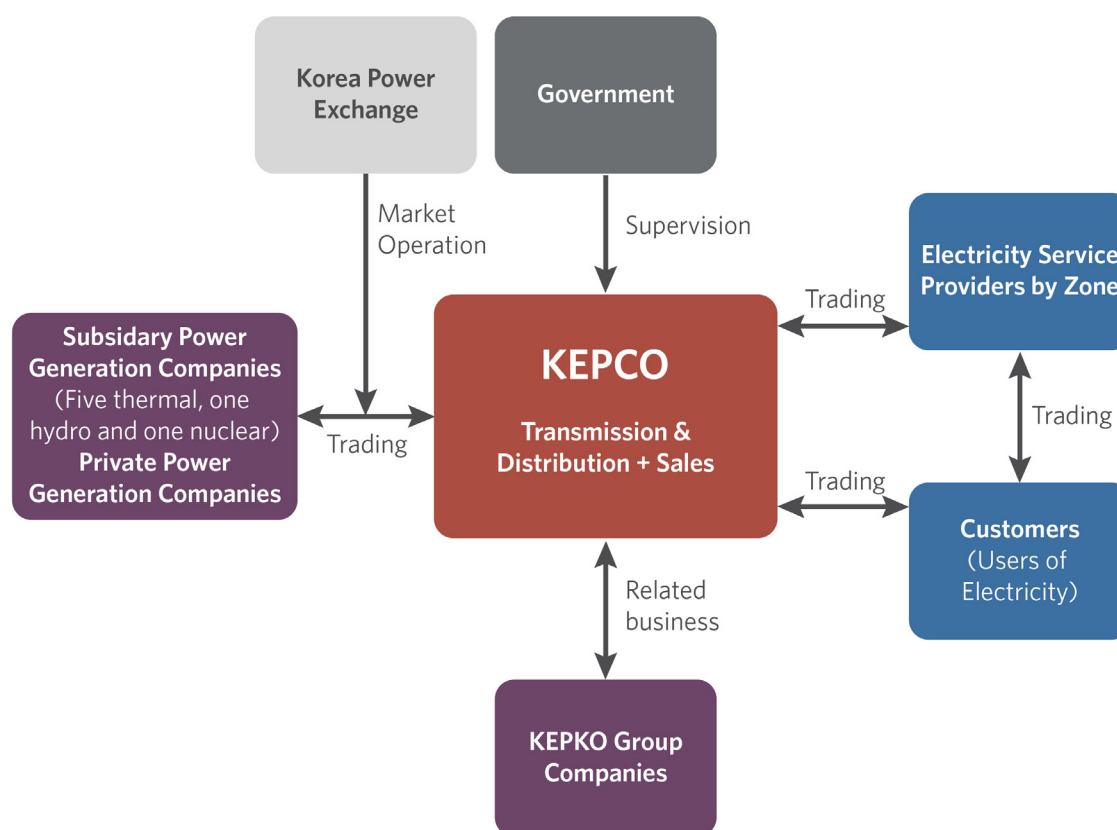 Korea Power
Exchange
Government
Market
Operation
Supervision
Electricity Service
Providers by Zone
Trading
Subsidary Power
Generation Companies
(Five thermal, one
hydro and one nuclear)
Private Power
Generation Companies
Trading
KEPCO
Transmission &
Distribution + Sales
Trading
Trading
Customers
(Users of
Electricity)
Related
business
KEPKO Group
Companies